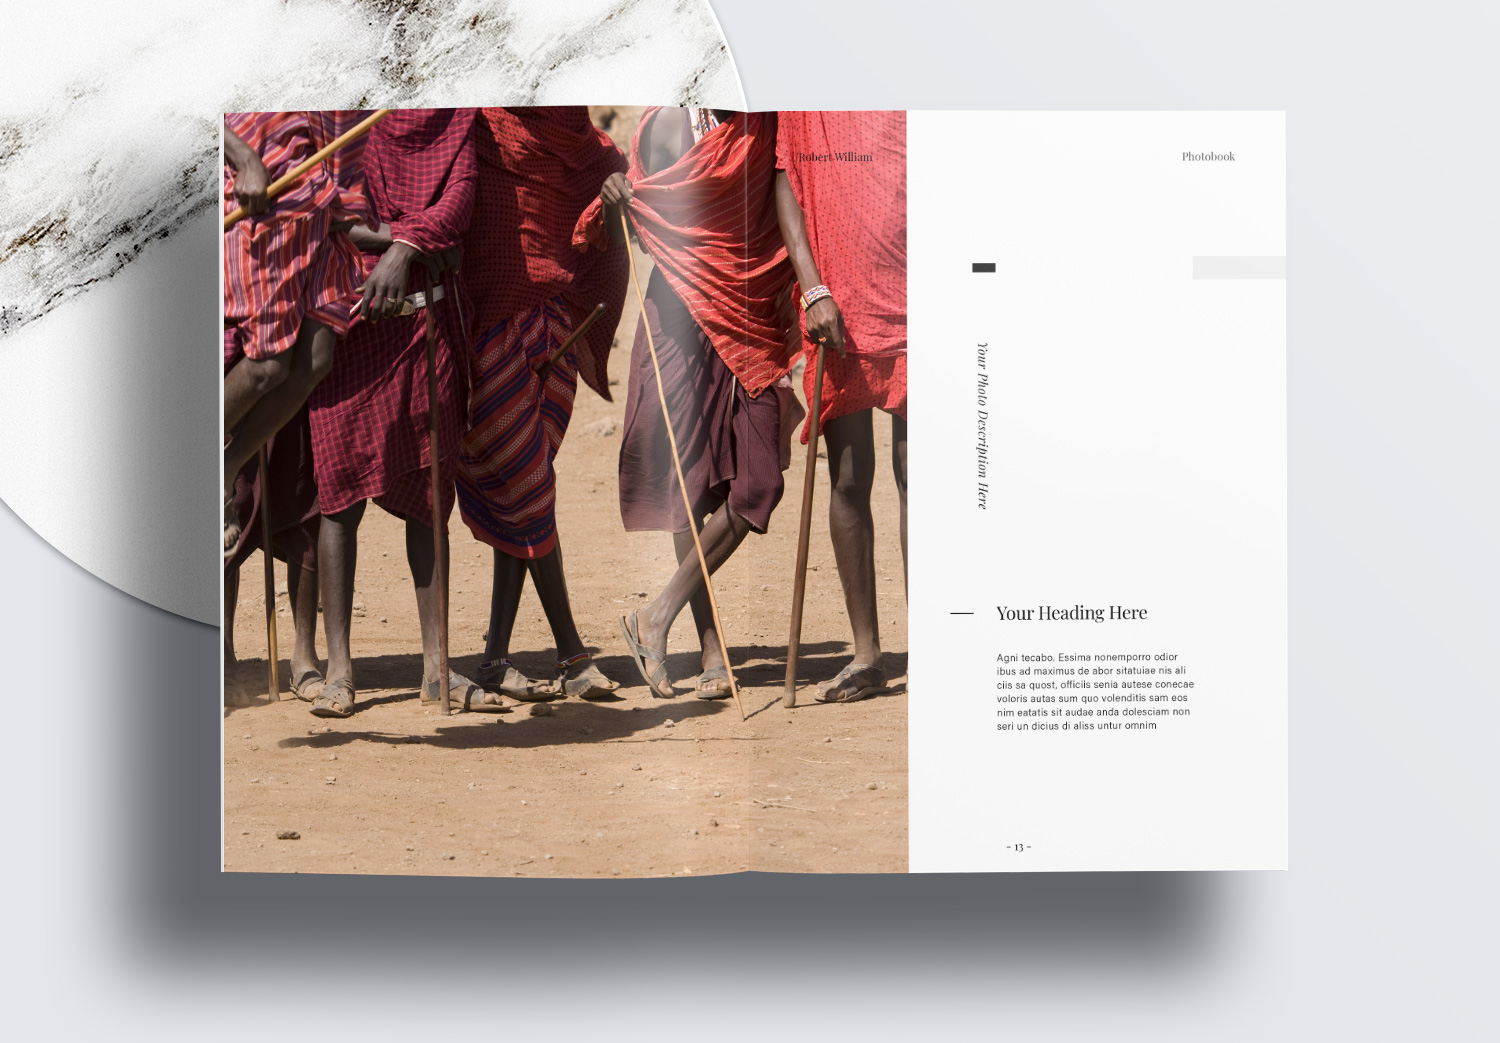 Robert William
Photobook
Your Photo Description Here
Your Heading Here
Agni tecabo. Essima nonemporro odior
ibus ad maximus de abor sitatuiae nis ali
ciis sa quost, officiis senia autese conecae
voloris autas sum quo volenditis sam eos
nim eatatis sit audae anda dolesciam non
seri un dicius di aliss untur omnim
- 13 -